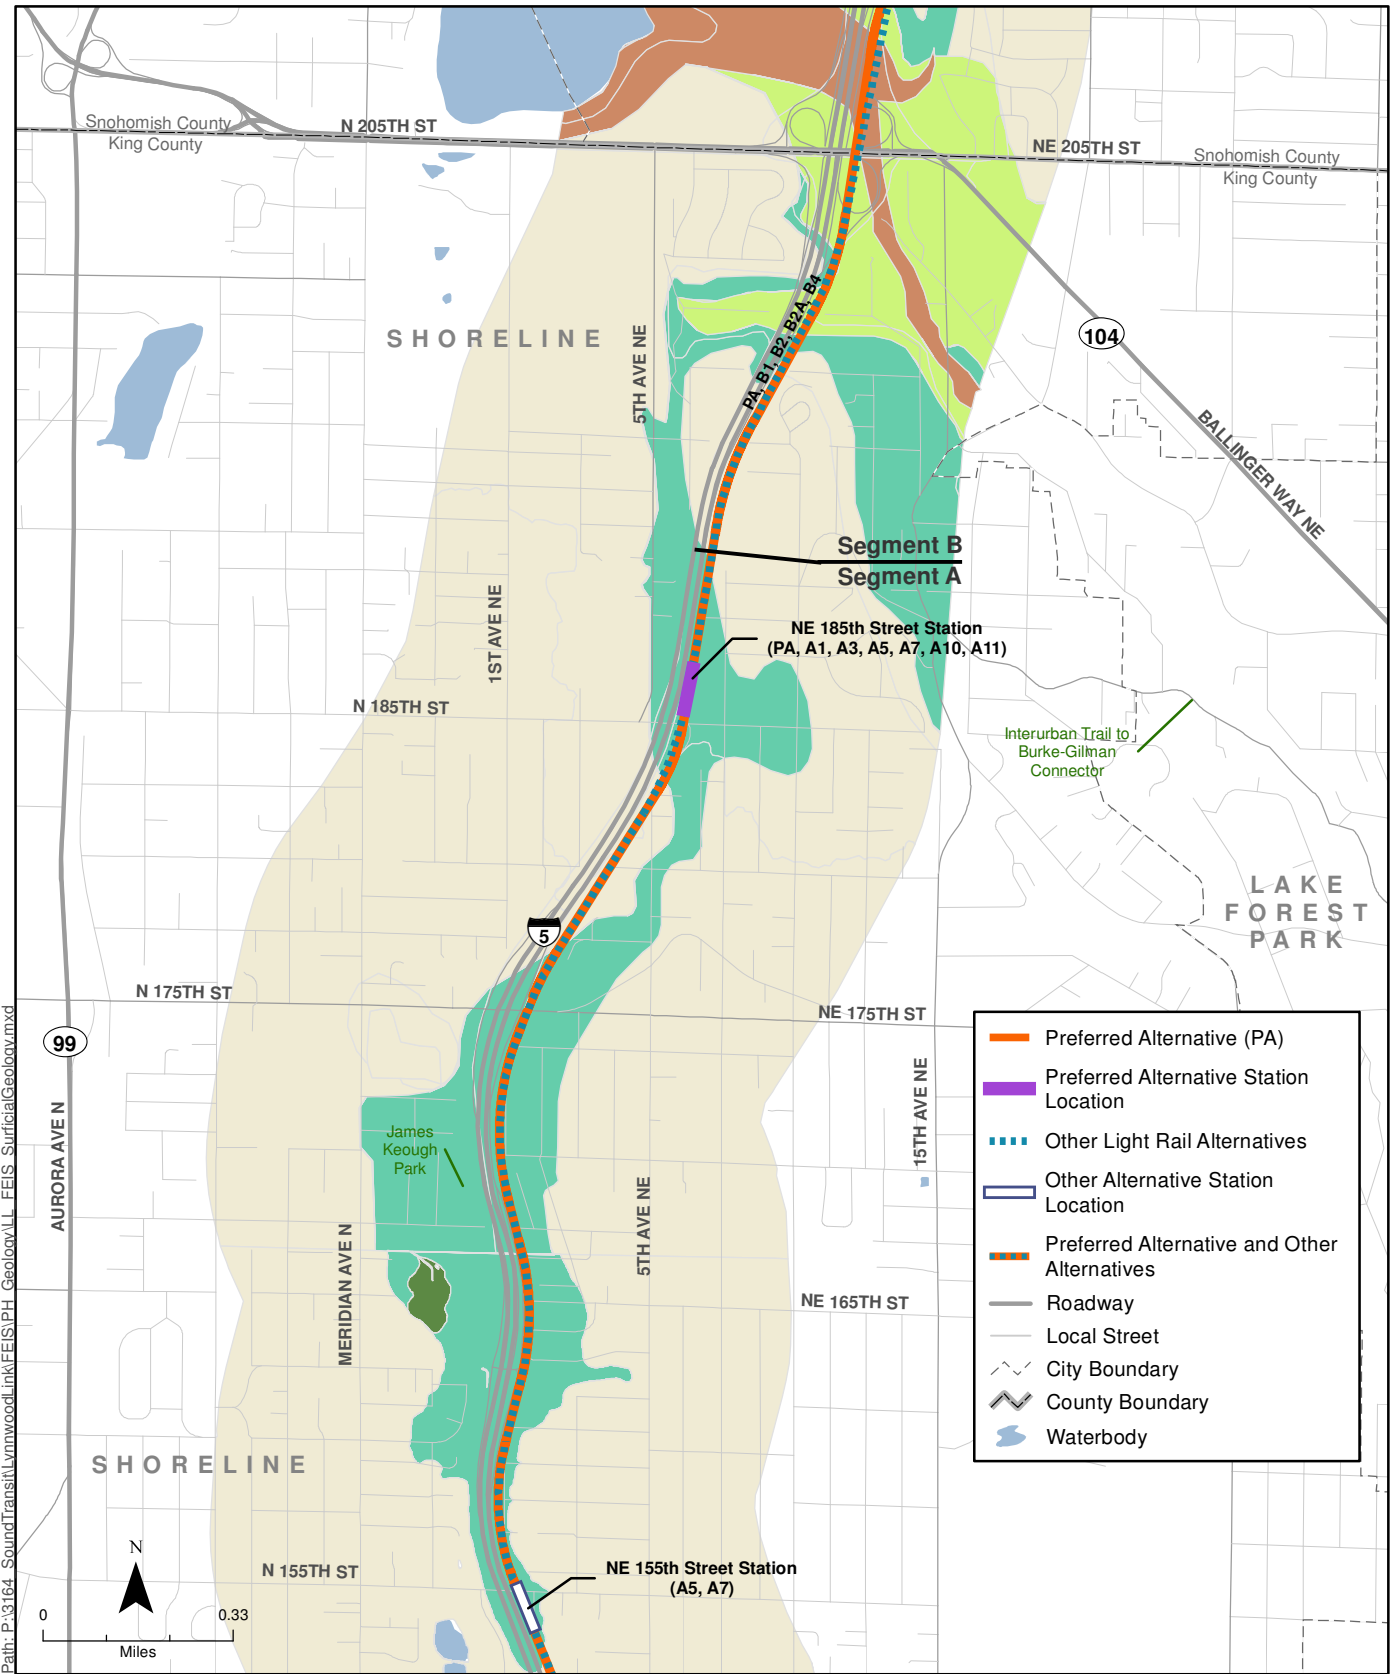 Snohomish County
King County
N 205TH ST
NE 205TH ST
Snohomish County
King County
SHORELINE
5TH AVE NE
PA, B1, B2, B2A, B4
104
BALLINGER WAY NE
Segment B
Segment A
1ST AVE NE
NE 185th Street Station
(PA, A1, A3, A5, A7, A10, A11)
N 185TH ST
Interurban Trail to
Burke-Gilman
Connector
LAKE
FOREST
PARK
5
N 175TH ST
NE 175TH ST
99
AURORA AVE N
15TH AVE NE
James
Keough
Park
MERIDIAN AVE N
5TH AVE NE
NE 165TH ST
SHORELINE
N 155TH ST
NE 155th Street Station
(A5, A7)
N
0
0.33
Miles
Preferred Alternative (PA)
Preferred Alternative Station
Location
Other Light Rail Alternatives
Other Alternative Station
Location
Preferred Alternative and Other
Alternatives
Roadway
Local Street
City Boundary
County Boundary
Waterbody
Path: P:\3164_SoundTransit\LynnwoodLink\FEIS\PH_Geology\LL_FEIS_SurficialGeology.mxd